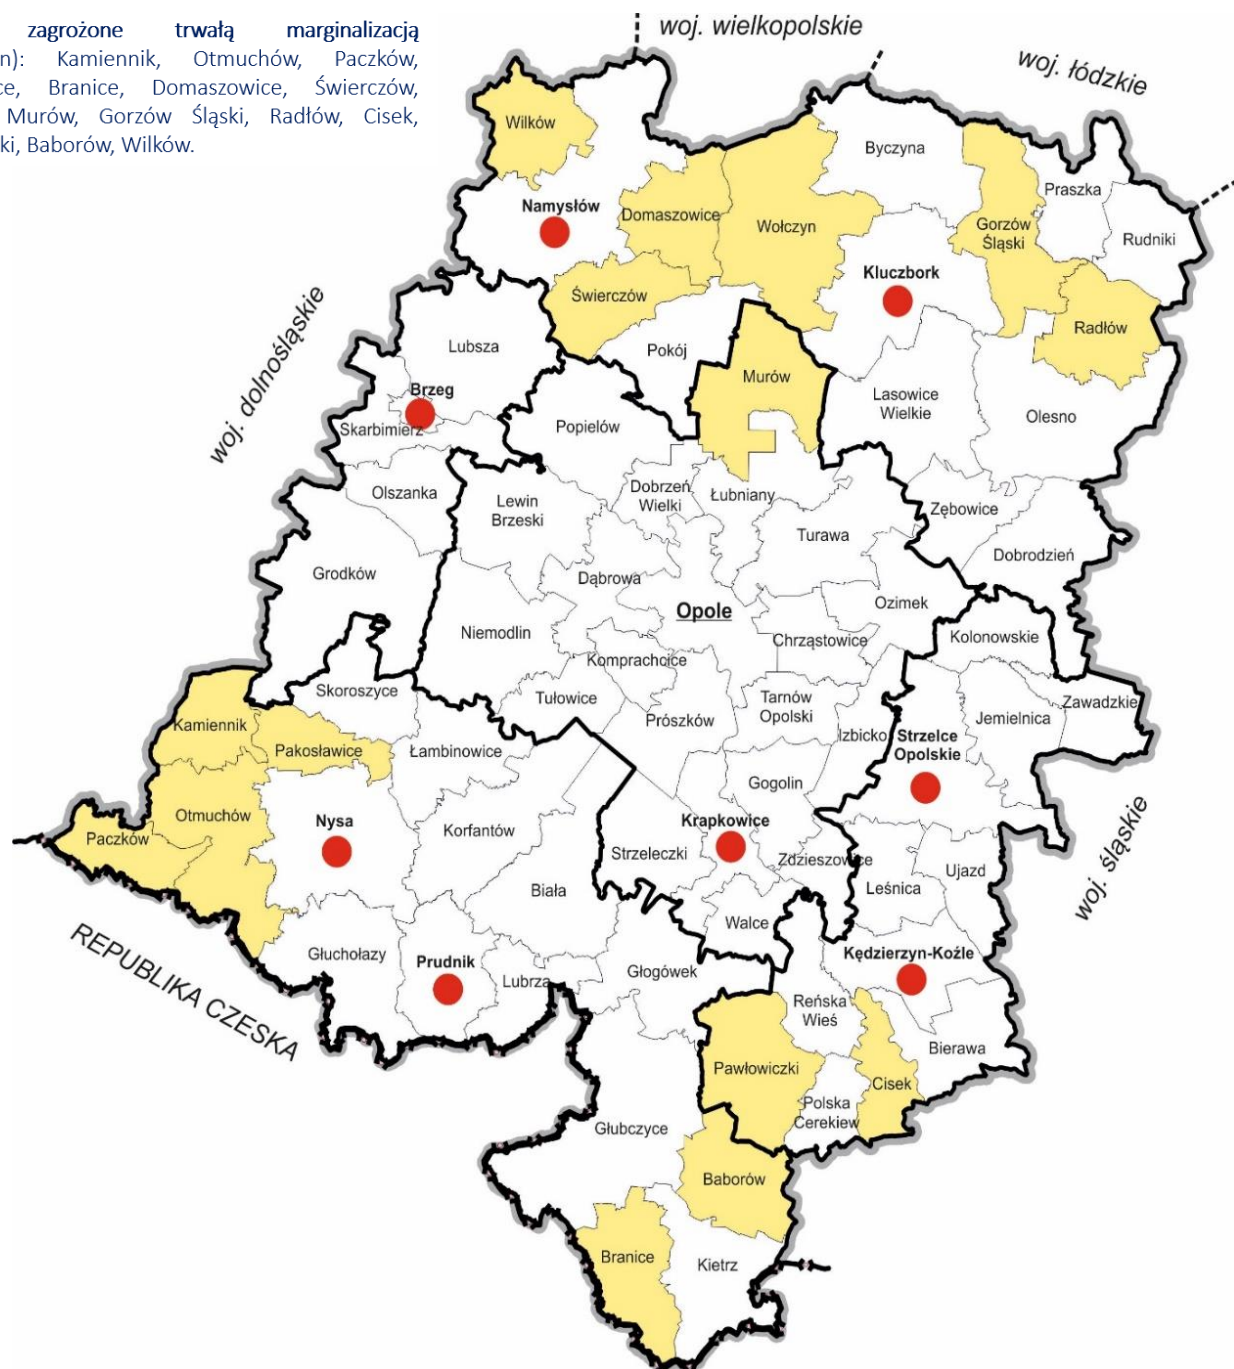 zagrożone trwałą marginalizacją
Kamiennik, Otmuchów, Paczków,
Branice, Domaszowice, Świerczów,
Murów, Gorzów Śląski, Radłów, Cisek,
Baborów, Wilków.
woj. wielkopolskie
woj. łódzkie
Wilków
Byczyna
Praszka
Namysłów
Domaszowice
Wołczyn
Gorzów
Śląski
Rudniki
Kluczbork
Świerczów
Radłów
woj. dolnośląskie
Lubsza
Pokój
Murów
Brzeg
Lasowice
Wielkie
Olesno
Skarbimierz
Popielów
Olszanka
Lewin
Brzeski
Dobrzeń
Wielki
Łubniany
Zębowice
Turawa
Dobrodzień
Grodków
Dąbrowa
Ozimek
Opole
Niemodlin
Chrząstowice
Kolonowskie
Komprachcice
Skoroszyce
Tułowice
Tarnów
Opolski
Zawadzkie
Kamiennik
Prószków
Jemielnica
Pakosławice
Łambinowice
Izbicko
Strzelce
Opolskie
Gogolin
Otmuchów
Nysa
Korfantów
Krapkowice
Paczków
Strzeleczki
Zdzieszowice
Ujazd
woj. śląskie
Biała
Leśnica
Walce
REPUBLIKA CZESKA
Głuchołazy
Prudnik
Lubrza
Głogówek
Kędzierzyn-Koźle
Reńska
Wieś
Bierawa
Pawłowiczki
Cisek
Polska
Cerekiew
Głubczyce
Baborów
Branice
Kietrz